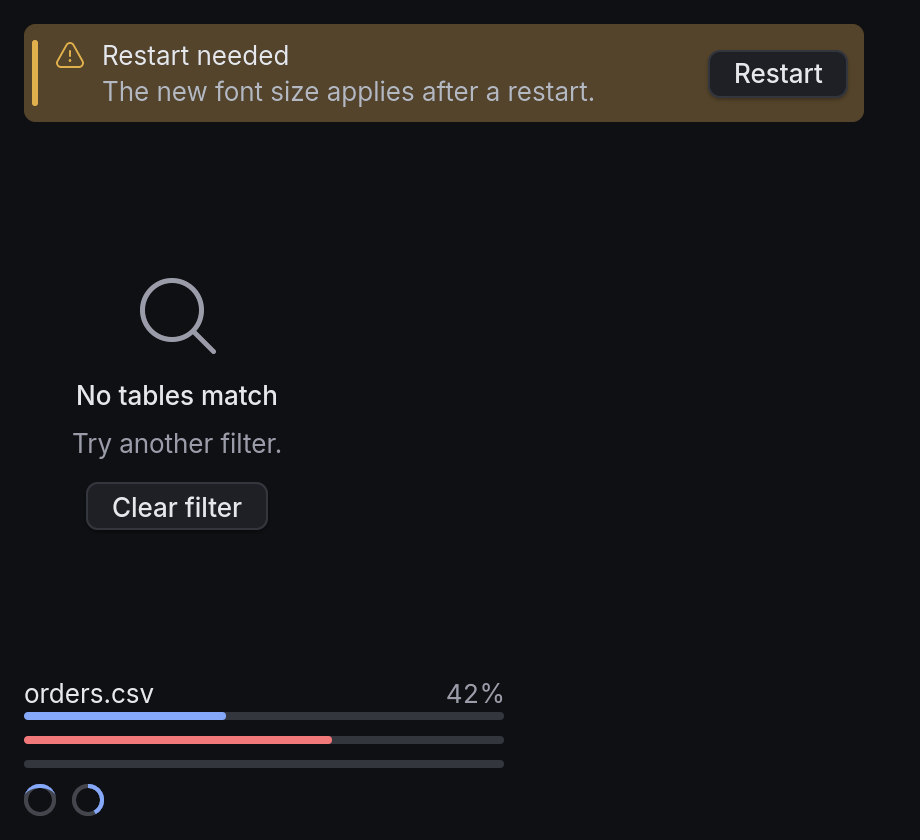 Restart needed
The new font size applies after a restart.
Restart
No tables match
Try another filter.
Clear filter
orders.csv 42%